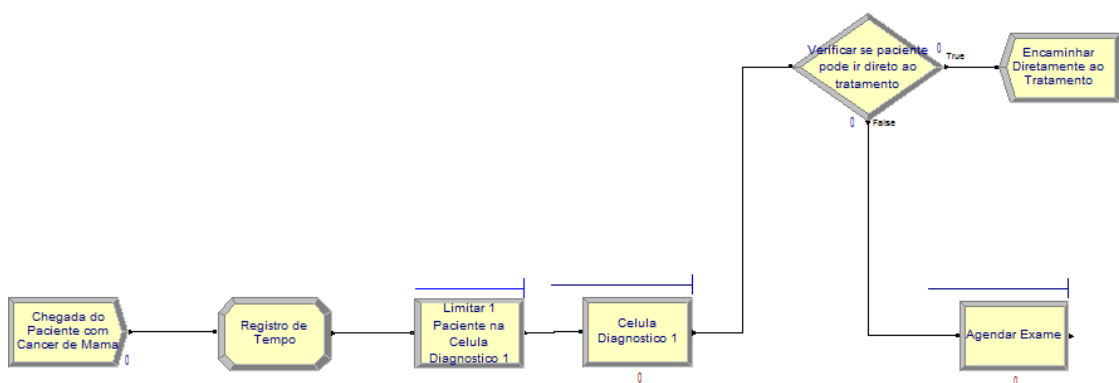 Chegada do
Paciente com
Cancer de Mama
0
Registro de
Tempo
Limitar 1
Paciente na
Celula
Diagnostico 1
Celula
Diagnostico 1
0
Verificar se paciente
pode ir direto ao
tratamento
0
True
0
False
Encaminhar
Diretamente ao
Tratamento
Agendar Exame
0